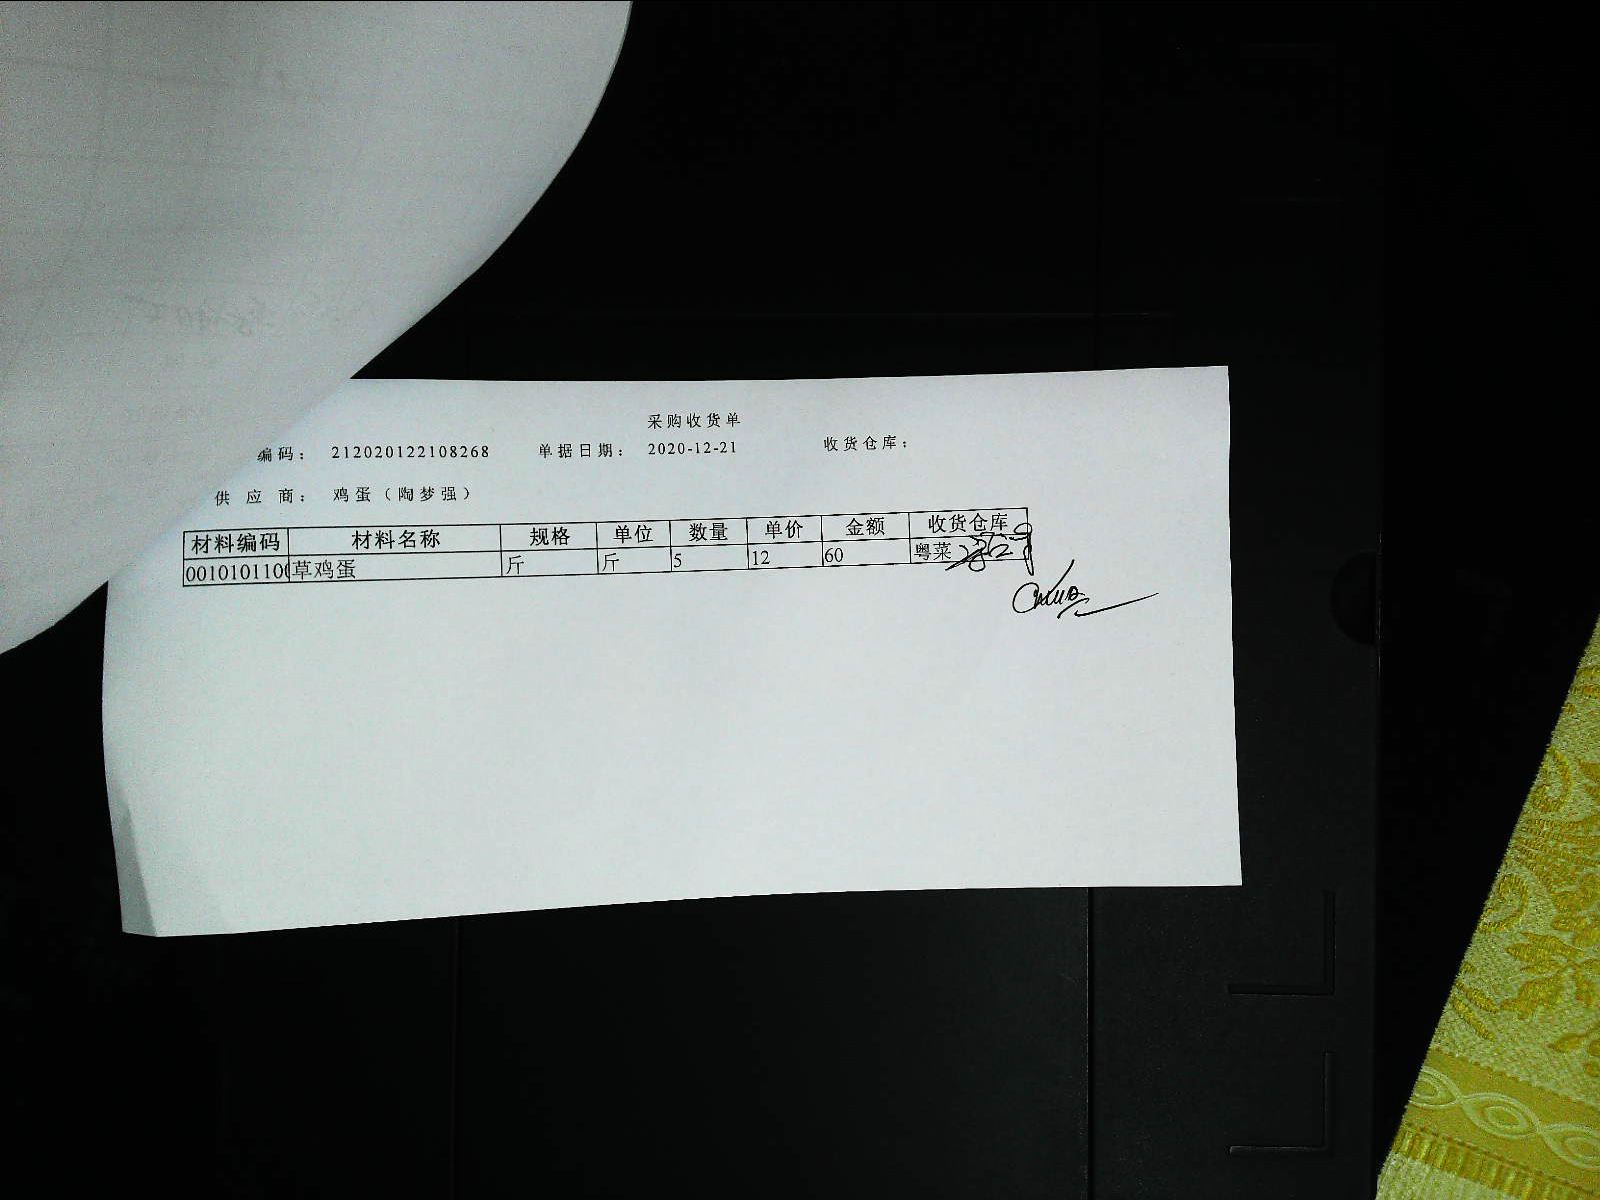 采购收货单
编码： 212020122108268 单据日期： 2020-12-21 收货仓库：
供 应 商： 鸡蛋（陶梦强）
材料编码 材料名称 规格 单位 数量 单价 金额 收货仓库
0010101100 草鸡蛋 斤 斤 5 12 60 粤菜